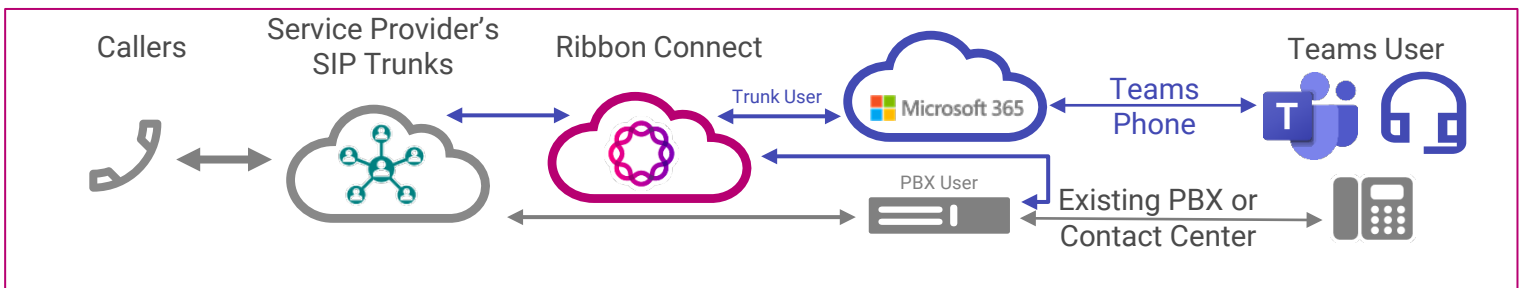 Callers
Service Provider's
SIP Trunks
Ribbon Connect
Trunk User
Microsoft 365
Teams
Phone
Teams User
T
PBX User
Existing PBX or
Contact Center